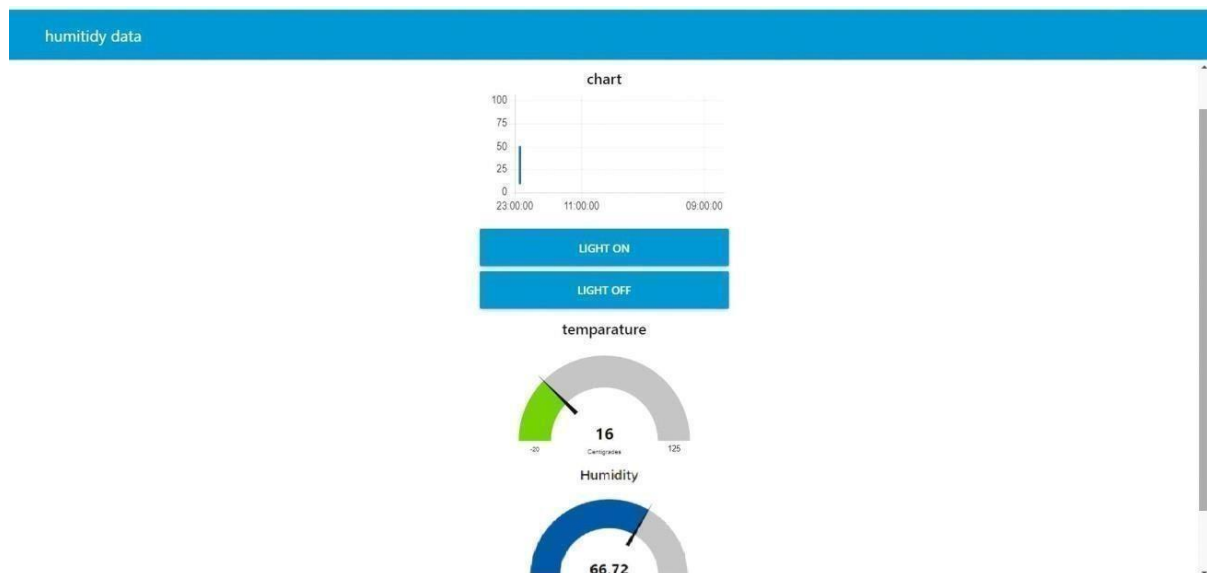 humitidy data
chart
100
75
50
25
0
23:00:00 11:00:00 09:00:00
LIGHT ON
LIGHT OFF
temparature
16
-20 Centigrades 125
Humidity
66.72